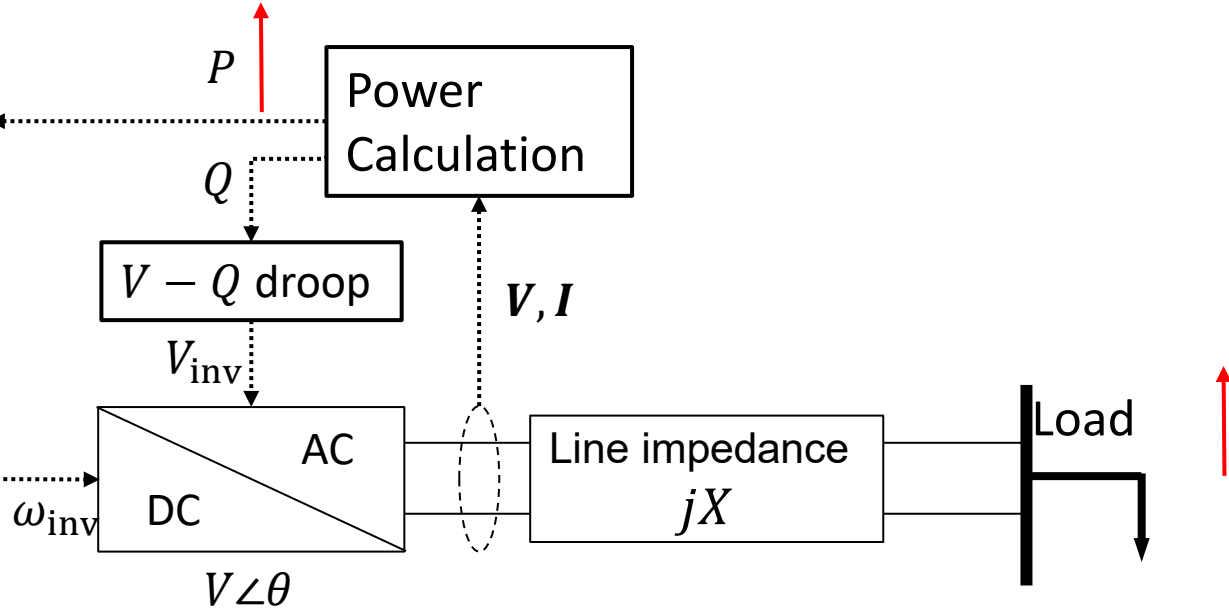 P
Power
Calculation
Q
V − Q droop
V, I
V_inv
AC
Load
Line impedance
jX
DC
ω_inv
V∠θ